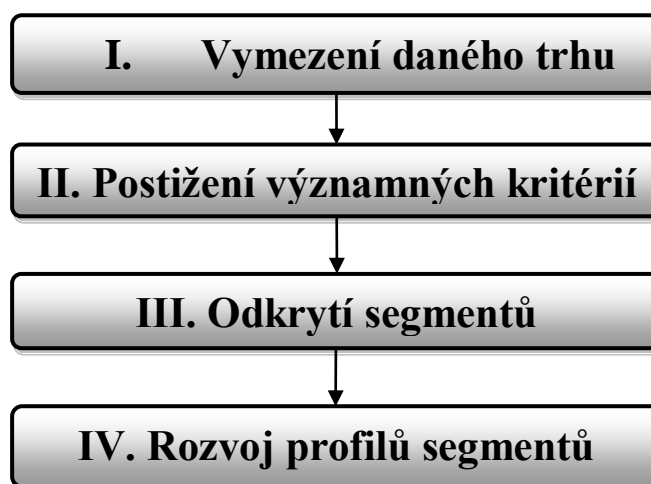 I. Vymezení daného trhu
II. Postižení významných kritérií
III. Odkrytí segmentů
IV. Rozvoj profilů segmentů